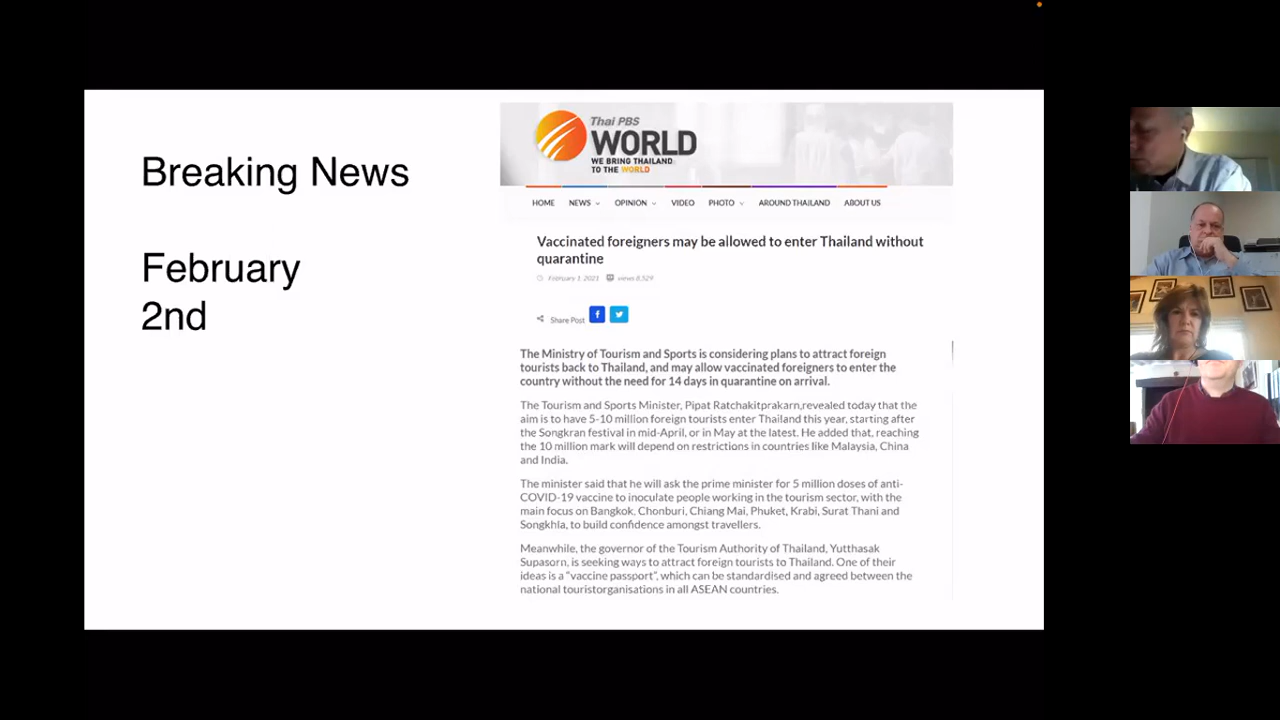 Breaking News
February
2nd
Thai PBS
WORLD
WE BRING THAILAND
TO THE WORLD
HOME NEWS OPINION VIDEO PHOTO AROUND THAILAND ABOUT US
Vaccinated foreigners may be allowed to enter Thailand without
quarantine
February 1, 2021 views 8,529
Share Post
The Ministry of Tourism and Sports is considering plans to attract foreign
tourists back to Thailand, and may allow vaccinated foreigners to enter the
country without the need for 14 days in quarantine on arrival.
The Tourism and Sports Minister, Pipat Ratchakitprakarn,revealed today that the
aim is to have 5-10 million foreign tourists enter Thailand this year, starting after
the Songkran festival in mid-April, or in May at the latest. He added that, reaching
the 10 million mark will depend on restrictions in countries like Malaysia, China
and India.
The minister said that he will ask the prime minister for 5 million doses of anti-
COVID-19 vaccine to inoculate people working in the tourism sector, with the
main focus on Bangkok, Chonburi, Chiang Mai, Phuket, Krabi, Surat Thani and
Songkhla, to build confidence amongst travellers.
Meanwhile, the governor of the Tourism Authority of Thailand, Yutthasak
Supasorn, is seeking ways to attract foreign tourists to Thailand. One of their
ideas is a “vaccine passport”, which can be standardised and agreed between the
national touristorganisations in all ASEAN countries.